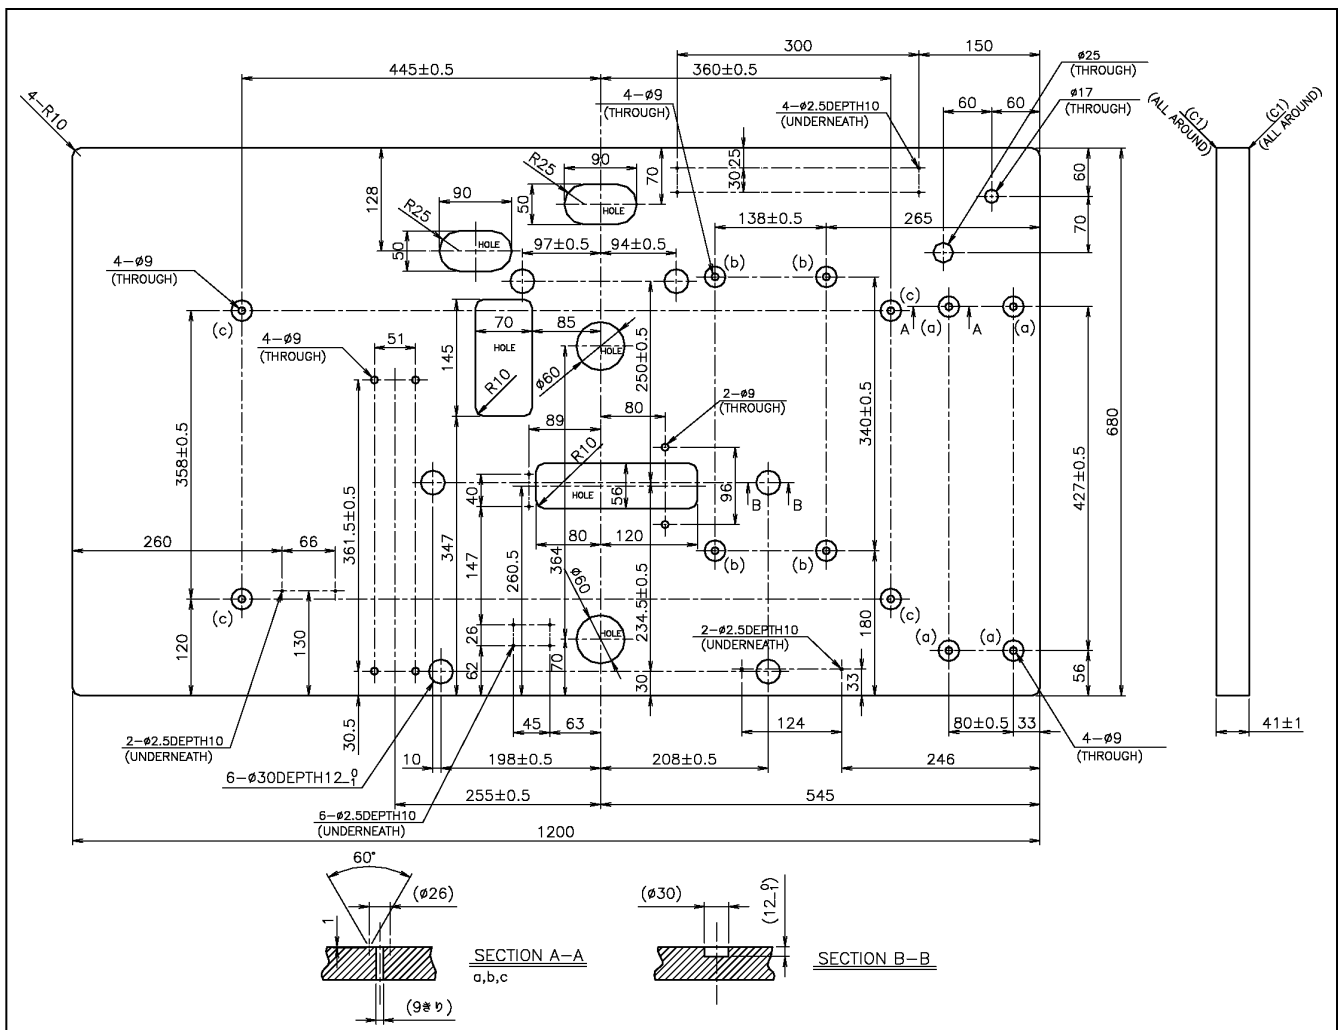 300
150
445±0.5
360±0.5
ø25
(THROUGH)
4-ø9
(THROUGH)
4-ø2.5DEPTH10
(UNDERNEATH)
ø17
(THROUGH)
60
60
4-R10
(C1)
(ALL AROUND)
(C1)
(ALL AROUND)
R25
90
70
25
30
60
128
R25
90
50
HOLE
50
HOLE
138±0.5
265
70
97±0.5
94±0.5
4-ø9
(THROUGH)
(b)
(b)
(c)
(c)
A
(a)
A
(a)
70
85
HOLE
HOLE
145
R10
ø60
250±0.5
4-ø9
(THROUGH)
51
80
2-ø9
(THROUGH)
340±0.5
680
89
R10
358±0.5
427±0.5
361.5±0.5
40
HOLE
56
96
B
B
260
66
347
147
260.5
80
364
120
ø60
234.5±0.5
(b)
(b)
(c)
(c)
120
130
26
62
70
HOLE
30
2-ø2.5DEPTH10
(UNDERNEATH)
180
33
(a)
(a)
56
30.5
45
63
124
80±0.5
33
41±1
2-ø2.5DEPTH10
(UNDERNEATH)
4-ø9
(THROUGH)
10
198±0.5
208±0.5
246
6-ø30DEPTH12 0 -1
255±0.5
545
6-ø2.5DEPTH10
(UNDERNEATH)
1200
60°
(ø26)
1
SECTION A-A
a,b,c
(9きり)
(ø30)
(12 0 -1)
SECTION B-B